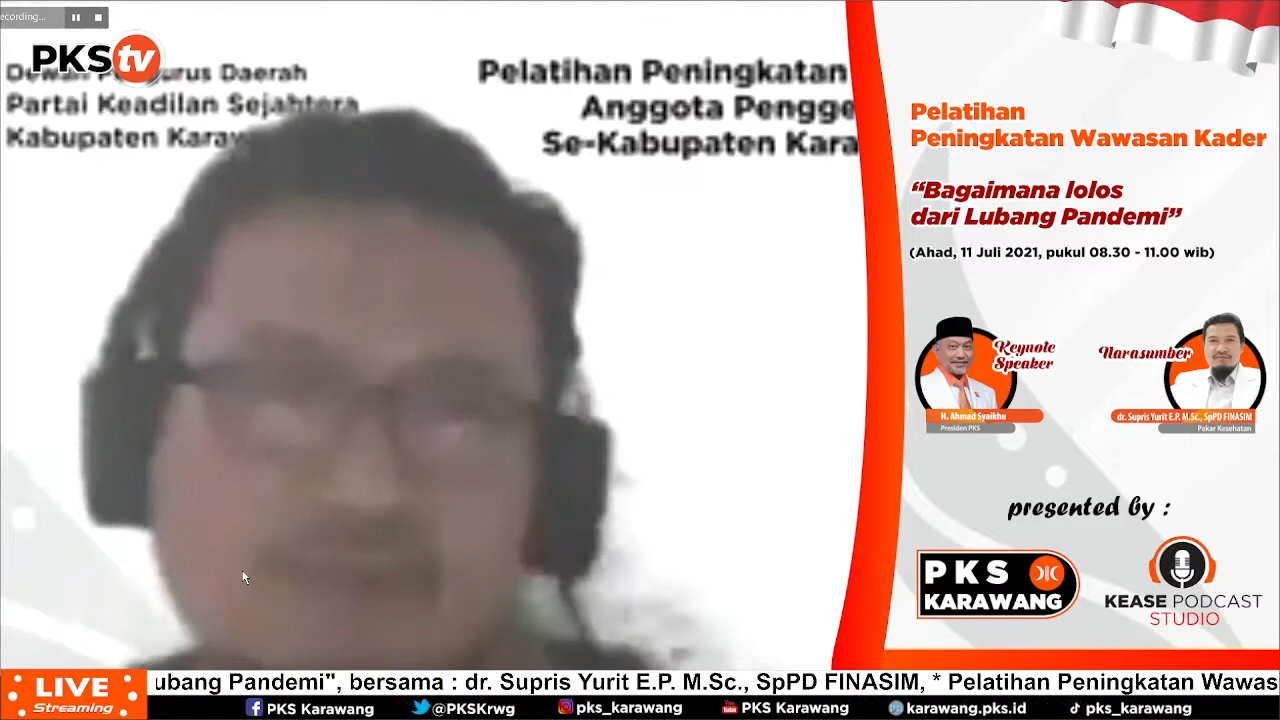 ecording...
PKS tv
Dewan Pengurus Daerah
Partai Keadilan Sejahtera
Kabupaten Karaw
Pelatihan Peningkatan
Anggota Pengge
Se-Kabupaten Kara
Pelatihan
Peningkatan Wawasan Kader
“Bagaimana lolos
dari Lubang Pandemi”
(Ahad, 11 Juli 2021, pukul 08.30 - 11.00 wib)
Keynote
Speaker
H. Ahmad Syaikhu
Presiden PKS
Narasumber
dr. Supris Yurit E.P. M.Sc., SpPD FINASIM
Pakar Kesehatan
presented by :
PKS
KARAWANG
KEASE PODCAST
STUDIO
LIVE
Streaming
ubang Pandemi", bersama : dr. Supris Yurit E.P. M.Sc., SpPD FINASIM, * Pelatihan Peningkatan Wawas
PKS Karawang @PKSKrwg pks_karawang PKS Karawang karawang.pks.id pks_karawang